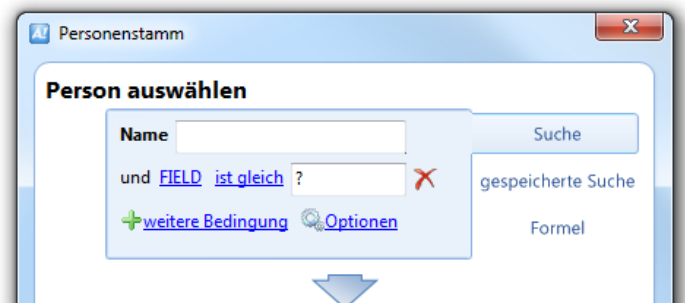 A! Personenstamm
Person auswählen
Name
Suche
und FIELD ist gleich ?
gespeicherte Suche
weitere Bedingung Optionen
Formel